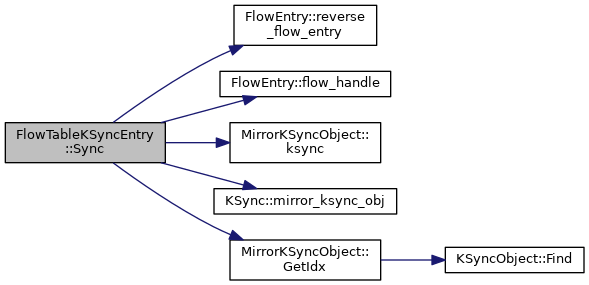 FlowTableKSyncEntry
::Sync
FlowEntry::reverse
_flow_entry
FlowEntry::flow_handle
MirrorKSyncObject::
ksync
KSync::mirror_ksync_obj
MirrorKSyncObject::
GetIdx
KSyncObject::Find